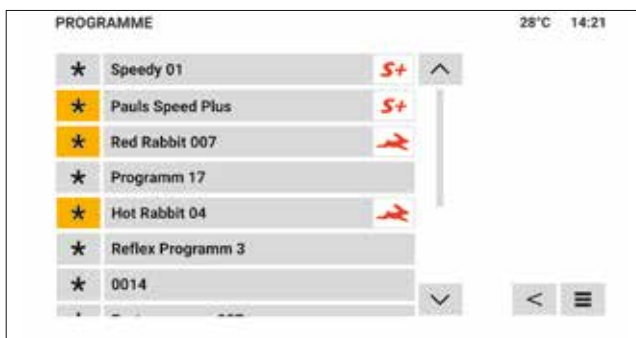 PROGRAMME 28°C 14:21
* Speedy 01 S+
* Pauls Speed Plus S+
* Red Rabbit 007
* Programm 17
* Hot Rabbit 04
* Reflex Programm 3
* 0014